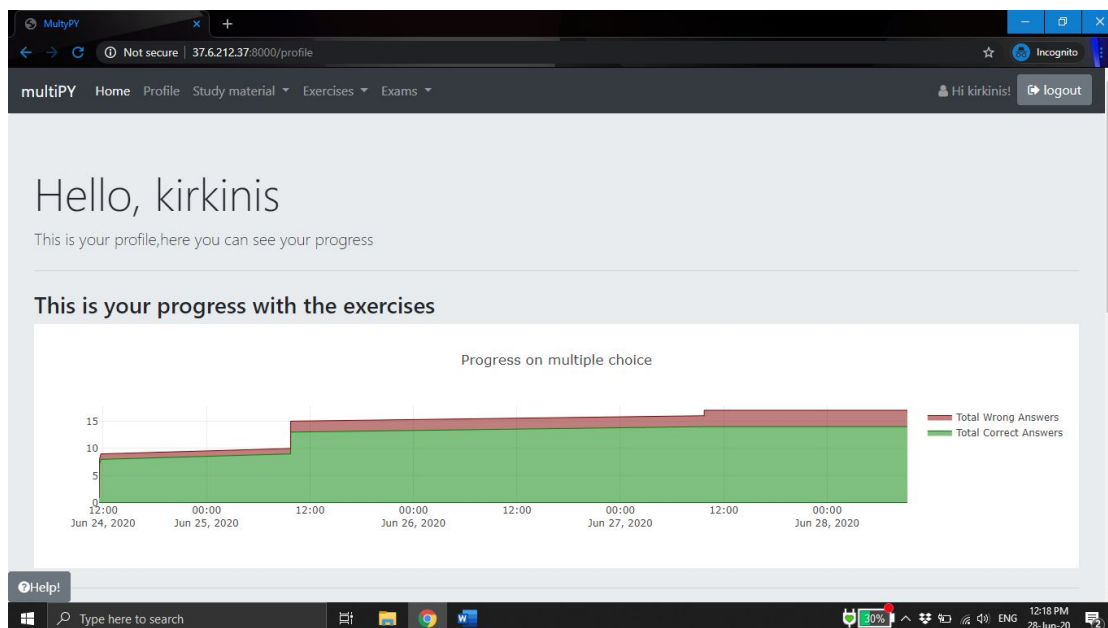 MultyPY
Not secure | 37.6.212.37:8000/profile
Incognito
multiPY Home Profile Study material Exercises Exams Hi kirkinis! logout
Hello, kirkinis
This is your profile,here you can see your progress
This is your progress with the exercises
Progress on multiple choice
15
10
5
0
Total Wrong Answers
Total Correct Answers
12:00 00:00 12:00 00:00 12:00 00:00 12:00 00:00
Jun 24, 2020 Jun 25, 2020 Jun 26, 2020 Jun 27, 2020 Jun 28, 2020
Help!
Type here to search
30%
ENG
12:18 PM
28-Jun-20
2